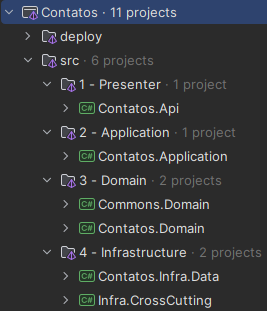 Contatos · 11 projects
deploy
src · 6 projects
1 - Presenter · 1 project
C# Contatos.Api
2 - Application · 1 project
C# Contatos.Application
3 - Domain · 2 projects
C# Commons.Domain
C# Contatos.Domain
4 - Infrastructure · 2 projects
C# Contatos.Infra.Data
C# Infra.CrossCutting